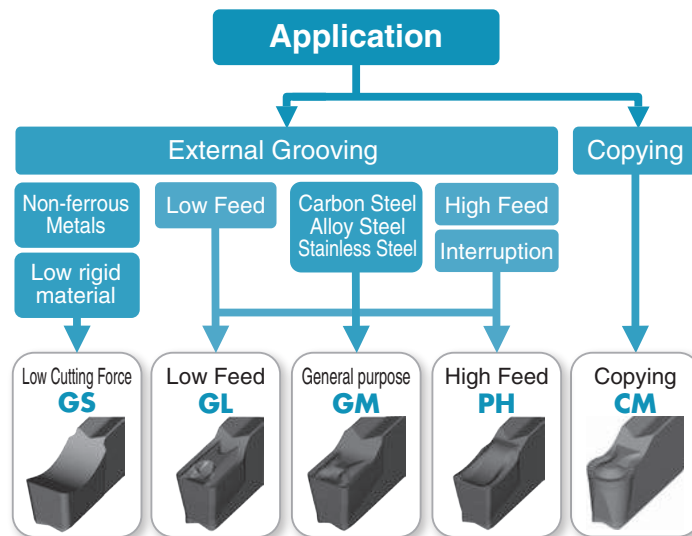 Application
External Grooving
Copying
Non-ferrous
Metals
Low Feed
Carbon Steel
Alloy Steel
Stainless Steel
High Feed
Interruption
Low rigid
material
Low Cutting Force
GS
Low Feed
GL
General purpose
GM
High Feed
PH
Copying
CM